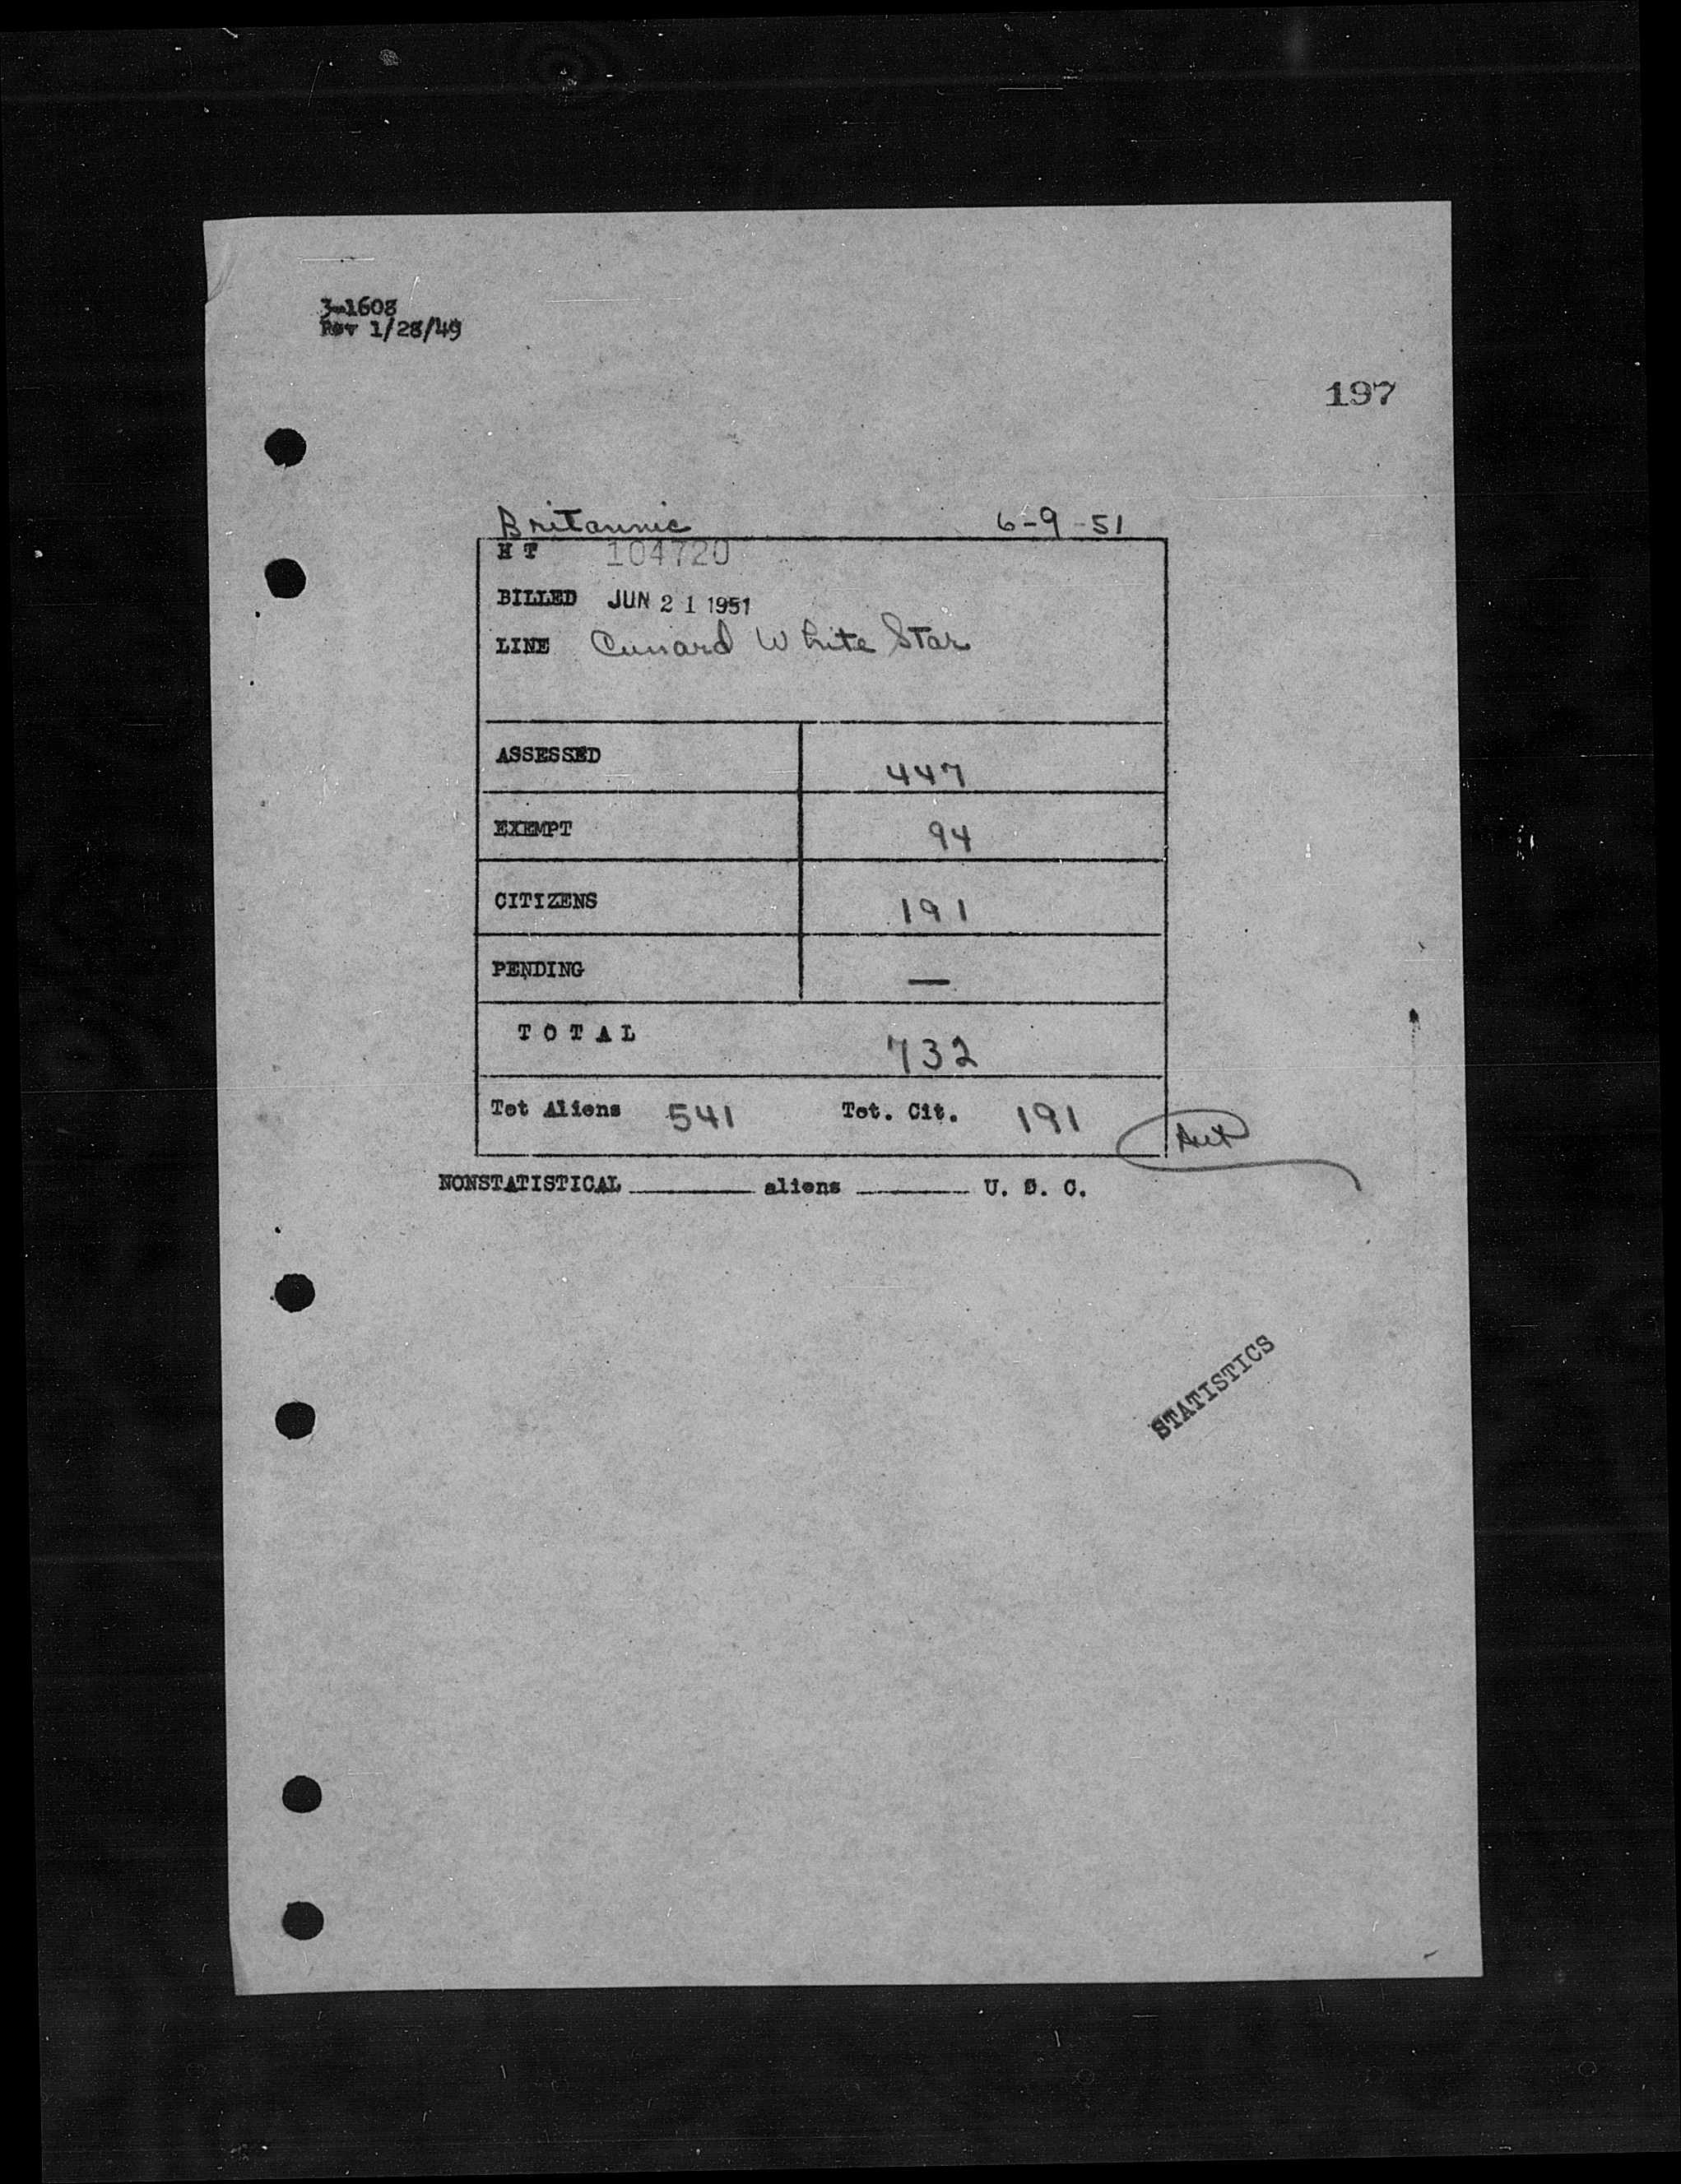 3-1608
Rev 1/28/49
197
Britannic 6-9-51
H T 104720
BILLED JUN 21 1951
LINE Cunard White Star
ASSESSED 447
EXEMPT 94
CITIZENS 191
PENDING —
TOTAL 732
Tot Aliens 541 Tot. Cit. 191
NONSTATISTICAL ______ aliens ______ U. S. C.
STATISTICS